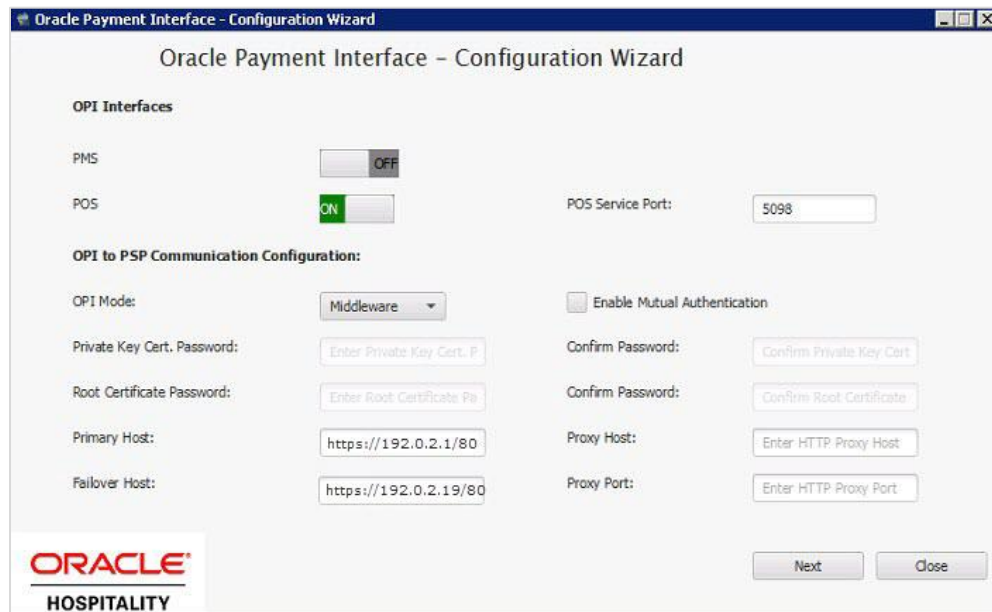 Oracle Payment Interface - Configuration Wizard
Oracle Payment Interface – Configuration Wizard
OPI Interfaces
PMS
OFF
POS
ON
POS Service Port:
5098
OPI to PSP Communication Configuration:
OPI Mode:
Middleware
Enable Mutual Authentication
Private Key Cert. Password:
Enter Private Key Cert. P
Confirm Password:
Confirm Private Key Cert
Root Certificate Password:
Enter Root Certificate Pa
Confirm Password:
Confirm Root Certificate
Primary Host:
https://192.0.2.1/80
Proxy Host:
Enter HTTP Proxy Host
Failover Host:
https://192.0.2.19/80
Proxy Port:
Enter HTTP Proxy Port
ORACLE®
HOSPITALITY
Next
Close